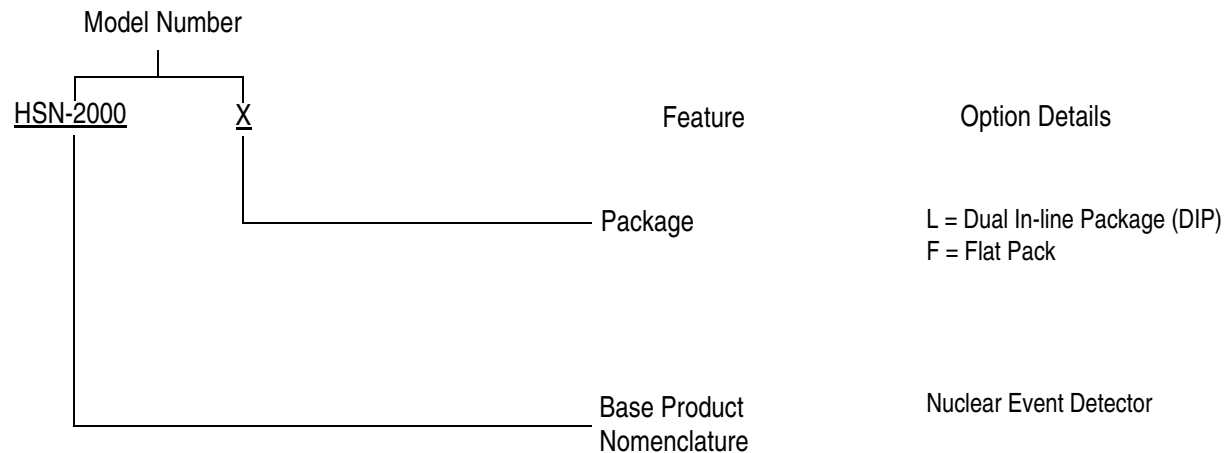 Model Number
HSN-2000 X Feature Option Details
Package L = Dual In-line Package (DIP)
F = Flat Pack
Base Product Nuclear Event Detector
Nomenclature